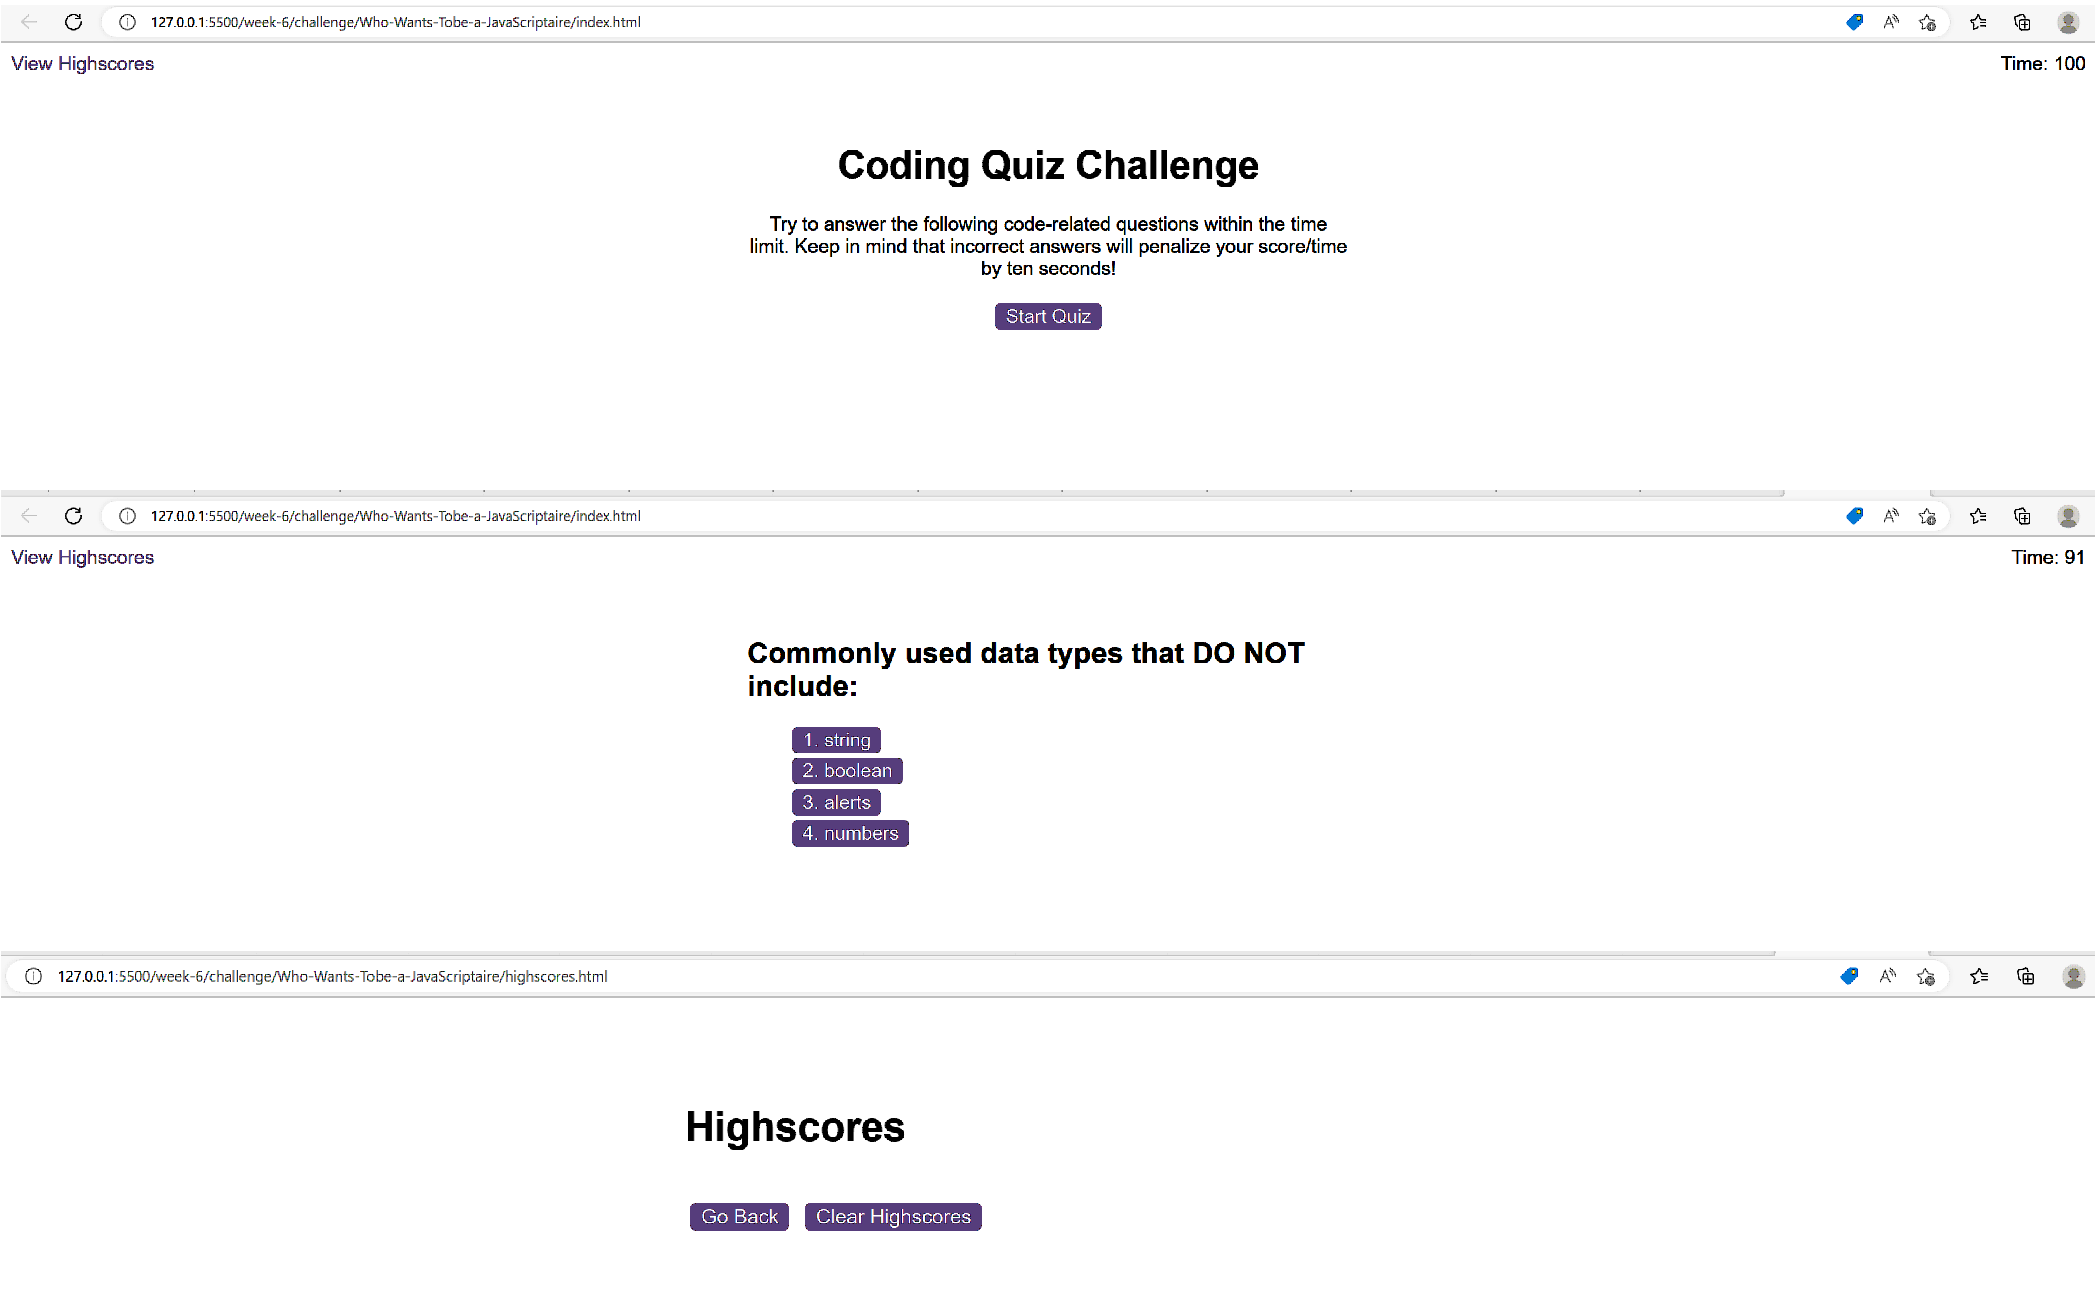 127.0.0.1:5500/week-6/challenge/Who-Wants-Tobe-a-JavaScriptaire/index.html
View Highscores
Time: 100
Coding Quiz Challenge
Try to answer the following code-related questions within the time
limit. Keep in mind that incorrect answers will penalize your score/time
by ten seconds!
Start Quiz
127.0.0.1:5500/week-6/challenge/Who-Wants-Tobe-a-JavaScriptaire/index.html
View Highscores
Time: 91
Commonly used data types that DO NOT
include:
1. string
2. boolean
3. alerts
4. numbers
127.0.0.1:5500/week-6/challenge/Who-Wants-Tobe-a-JavaScriptaire/highscores.html
Highscores
Go Back
Clear Highscores